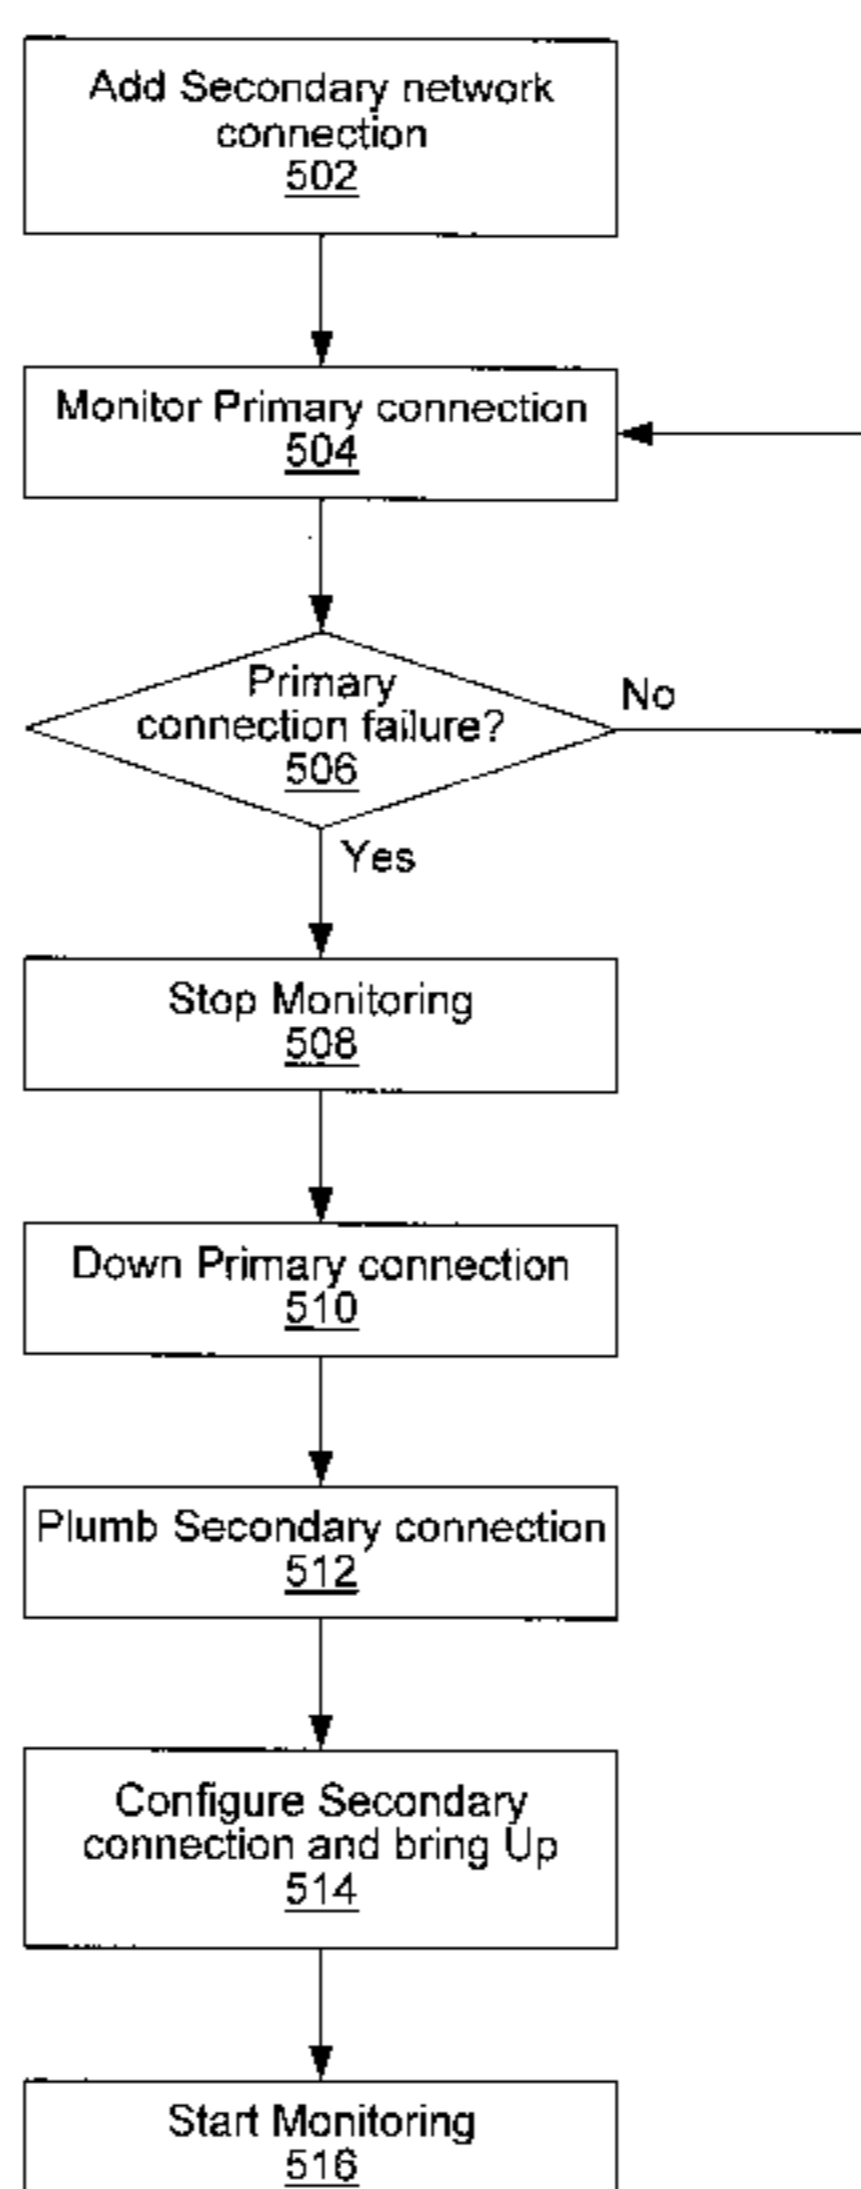 Add Secondary network
connection
502
Monitor Primary connection
504
Primary
connection failure?
506
No
Yes
Stop Monitoring
508
Down Primary connection
510
Plumb Secondary connection
512
Configure Secondary
connection and bring Up
514
Start Monitoring
516